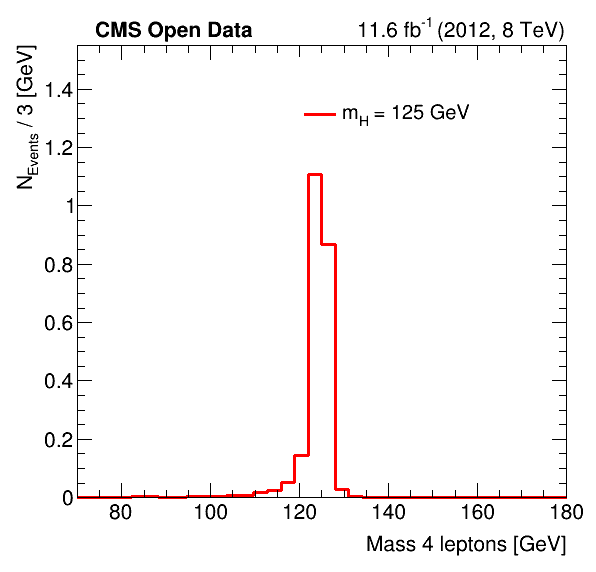 CMS Open Data 11.6 fb⁻¹ (2012, 8 TeV)
N_Events / 3 [GeV]
m_H = 125 GeV
1.4
1.2
1
0.8
0.6
0.4
0.2
0
80 100 120 140 160 180
Mass 4 leptons [GeV]